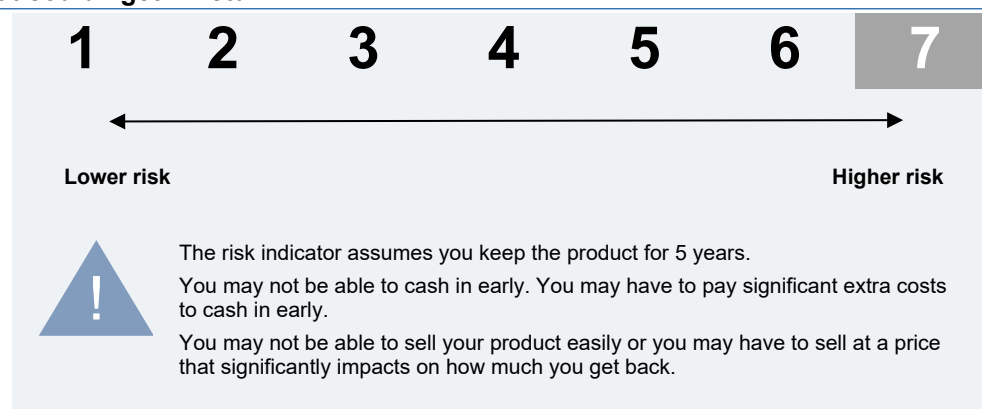 1 2 3 4 5 6 7
Lower risk Higher risk
!
The risk indicator assumes you keep the product for 5 years.
You may not be able to cash in early. You may have to pay significant extra costs
to cash in early.
You may not be able to sell your product easily or you may have to sell at a price
that significantly impacts on how much you get back.